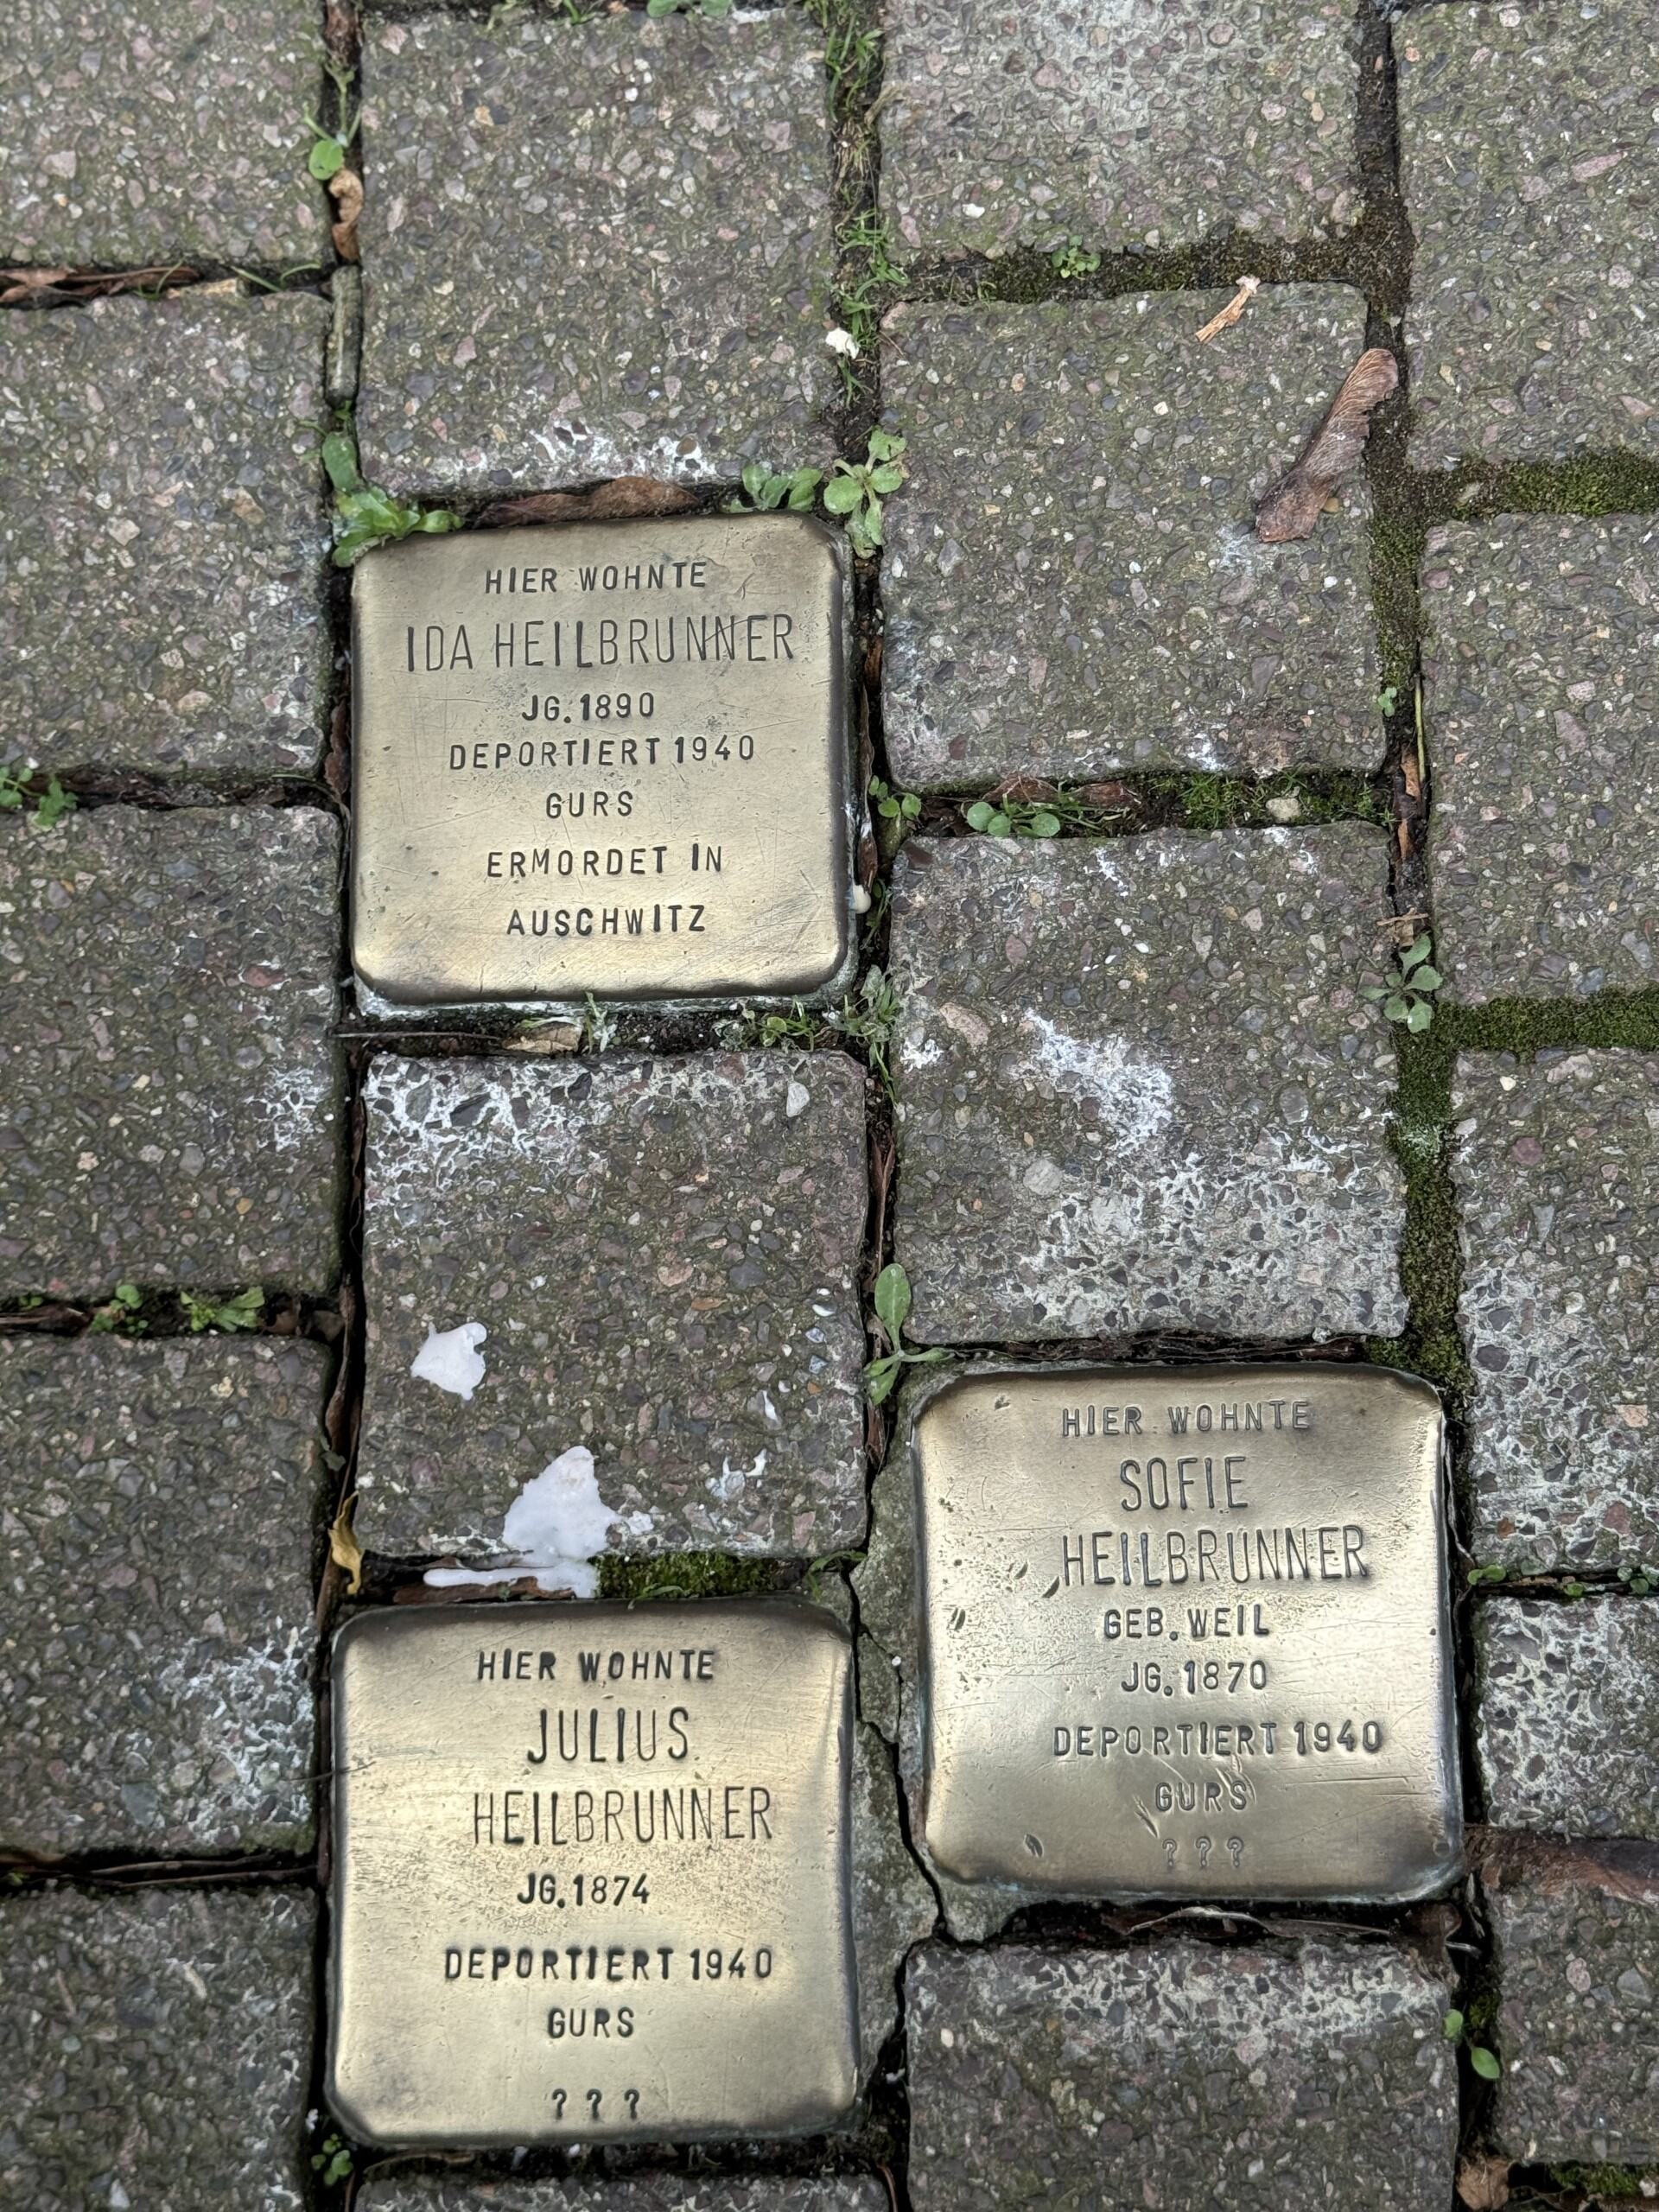 HIER WOHNTE
IDA HEILBRUNNER
JG. 1890
DEPORTIERT 1940
GURS
ERMORDET IN
AUSCHWITZ
HIER WOHNTE
SOFIE
HEILBRUNNER
GEB. WEIL
JG. 1870
DEPORTIERT 1940
GURS
???
HIER WOHNTE
JULIUS
HEILBRUNNER
JG. 1874
DEPORTIERT 1940
GURS
???